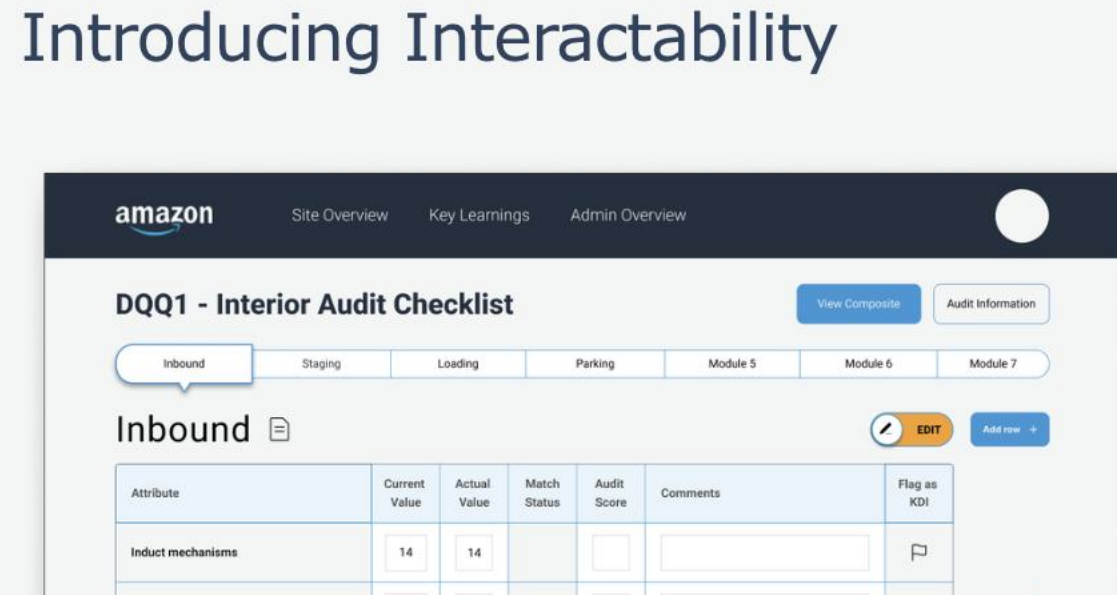 Introducing Interactability
amazon Site Overview Key Learnings Admin Overview
DQQ1 - Interior Audit Checklist View Composite Audit Information
Inbound Staging Loading Parking Module 5 Module 6 Module 7
Inbound EDIT Add row +
Attribute Current Value Actual Value Match Status Audit Score Comments Flag as KDI
Induct mechanisms 14 14